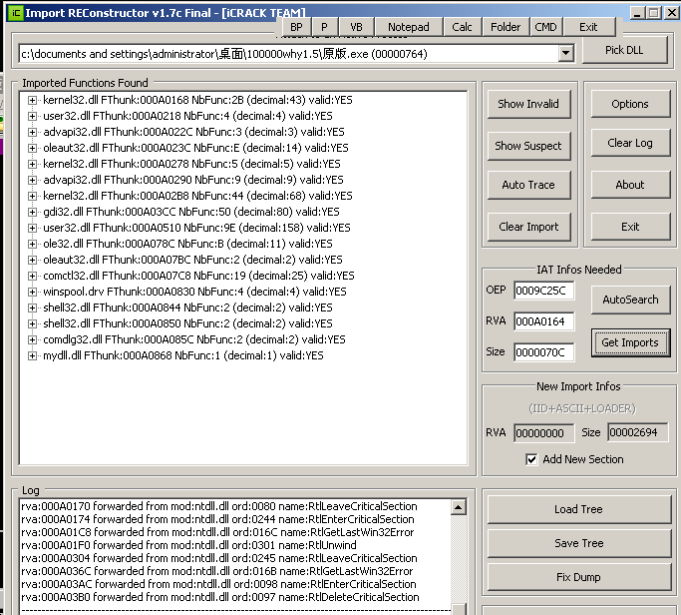 Import REConstructor v1.7c Final - [iCRACK TEAM]
BP P VB Notepad Calc Folder CMD Exit
c:\documents and settings\administrator\桌面\100000why1.5\原版.exe (00000764)
Pick DLL
Imported Functions Found
kernel32.dll FThunk:000A0168 NbFunc:2B (decimal:43) valid:YES
user32.dll FThunk:000A0218 NbFunc:4 (decimal:4) valid:YES
advapi32.dll FThunk:000A022C NbFunc:3 (decimal:3) valid:YES
oleaut32.dll FThunk:000A023C NbFunc:E (decimal:14) valid:YES
kernel32.dll FThunk:000A0278 NbFunc:5 (decimal:5) valid:YES
advapi32.dll FThunk:000A0290 NbFunc:9 (decimal:9) valid:YES
kernel32.dll FThunk:000A02B8 NbFunc:44 (decimal:68) valid:YES
gdi32.dll FThunk:000A03CC NbFunc:50 (decimal:80) valid:YES
user32.dll FThunk:000A0510 NbFunc:9E (decimal:158) valid:YES
ole32.dll FThunk:000A078C NbFunc:B (decimal:11) valid:YES
oleaut32.dll FThunk:000A07BC NbFunc:2 (decimal:2) valid:YES
comctl32.dll FThunk:000A07C8 NbFunc:19 (decimal:25) valid:YES
winspool.drv FThunk:000A0830 NbFunc:4 (decimal:4) valid:YES
shell32.dll FThunk:000A0844 NbFunc:2 (decimal:2) valid:YES
shell32.dll FThunk:000A0850 NbFunc:2 (decimal:2) valid:YES
comdlg32.dll FThunk:000A085C NbFunc:2 (decimal:2) valid:YES
mydll.dll FThunk:000A0868 NbFunc:1 (decimal:1) valid:YES
Show Invalid
Show Suspect
Auto Trace
Clear Import
Options
Clear Log
About
Exit
IAT Infos Needed
OEP 0009C25C
AutoSearch
RVA 000A0164
Size 0000070C
Get Imports
New Import Infos
(IID+ASCII+LOADER)
RVA 00000000 Size 00002694
Add New Section
Log
rva:000A0170 forwarded from mod:ntdll.dll ord:0080 name:RtlLeaveCriticalSection
rva:000A0174 forwarded from mod:ntdll.dll ord:0244 name:RtlEnterCriticalSection
rva:000A01C8 forwarded from mod:ntdll.dll ord:016C name:RtlGetLastWin32Error
rva:000A01F0 forwarded from mod:ntdll.dll ord:0301 name:RtlUnwind
rva:000A0304 forwarded from mod:ntdll.dll ord:0245 name:RtlLeaveCriticalSection
rva:000A036C forwarded from mod:ntdll.dll ord:016B name:RtlGetLastWin32Error
rva:000A03AC forwarded from mod:ntdll.dll ord:0098 name:RtlEnterCriticalSection
rva:000A03B0 forwarded from mod:ntdll.dll ord:0097 name:RtlDeleteCriticalSection
Load Tree
Save Tree
Fix Dump